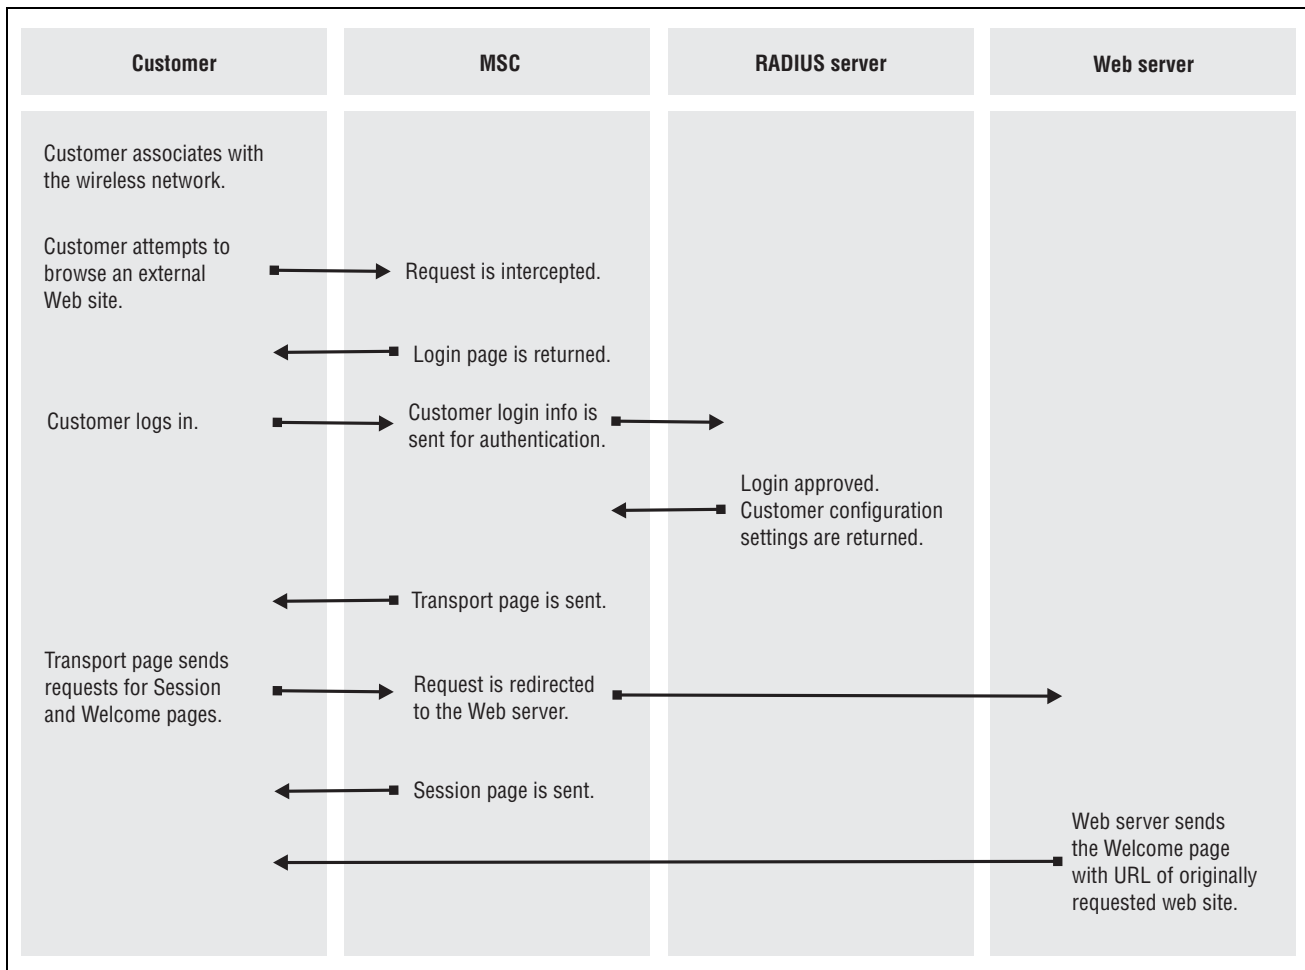 Customer
MSC
RADIUS server
Web server
Customer associates with
the wireless network.
Customer attempts to
browse an external
Web site.
Request is intercepted.
Login page is returned.
Customer logs in.
Customer login info is
sent for authentication.
Login approved.
Customer configuration
settings are returned.
Transport page is sent.
Transport page sends
requests for Session
and Welcome pages.
Request is redirected
to the Web server.
Session page is sent.
Web server sends
the Welcome page
with URL of originally
requested web site.